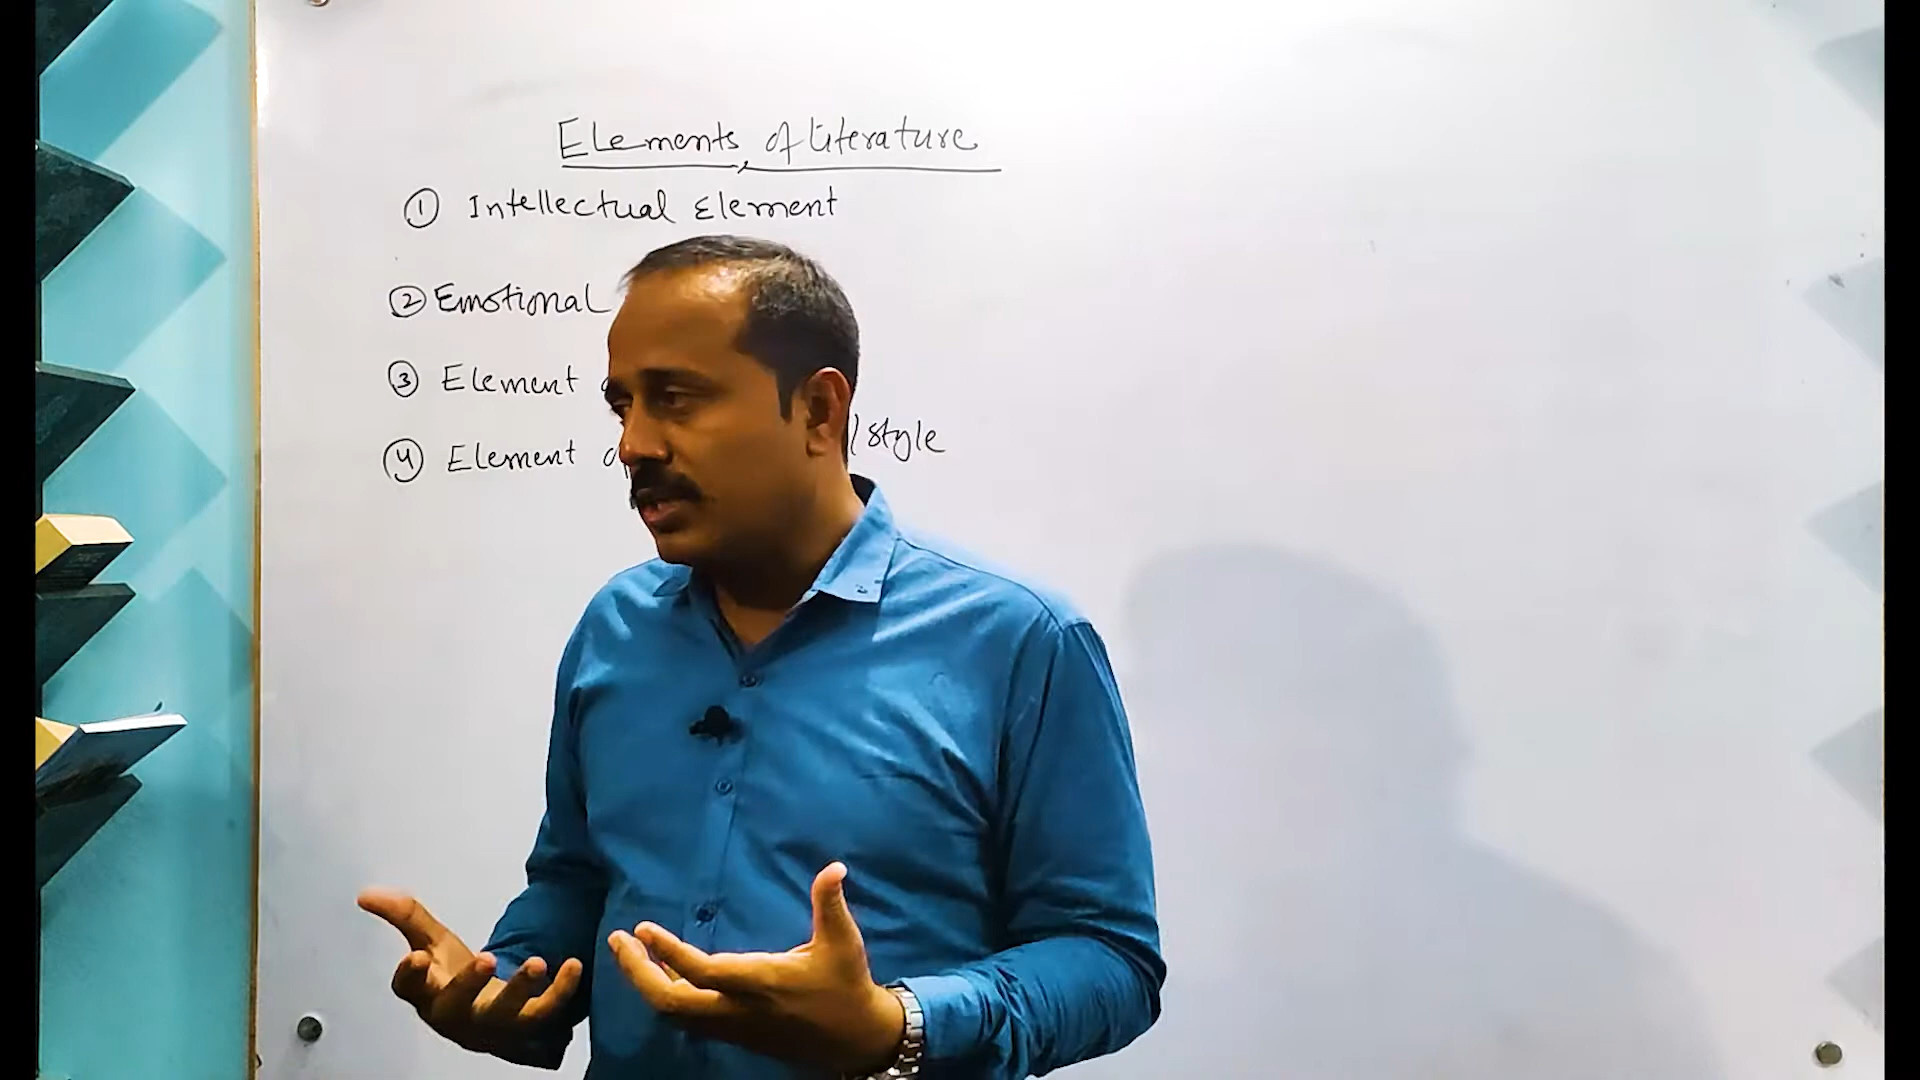 Elements of Literature
① Intellectual Element
② Emotional
③ Element
④ Element / style